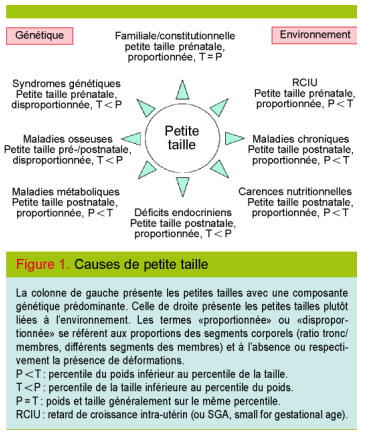 Génétique
Familiale/constitutionnelle
petite taille prénatale,
proportionnée, T = P
Environnement
Syndromes génétiques
Petite taille prénatale,
disproportionnée, T < P
RCIU
Petite taille prénatale,
proportionnée, P < T
Maladies osseuses
Petite taille pré-/postnatale,
disproportionnée, T < P
Petite
taille
Maladies chroniques
Petite taille postnatale,
proportionnée, P < T
Maladies métaboliques
Petite taille postnatale,
proportionnée, P < T
Carences nutritionnelles
Petite taille postnatale,
proportionnée, P < T
Déficits endocriniens
Petite taille postnatale,
proportionnée, T < P
Figure 1. Causes de petite taille
La colonne de gauche présente les petites tailles avec une composante
génétique prédominante. Celle de droite présente les petites tailles plutôt
liées à l'environnement. Les termes «proportionnée» ou «dispropor-
tionnée» se réfèrent aux proportions des segments corporels (ratio tronc/
membres, différents segments des membres) et à l'absence ou respecti-
vement la présence de déformations.
P < T : percentile du poids inférieur au percentile de la taille.
T < P : percentile de la taille inférieure au percentile du poids.
P = T : poids et taille généralement sur le même percentile.
RCIU : retard de croissance intra-utérin (ou SGA, small for gestational age).